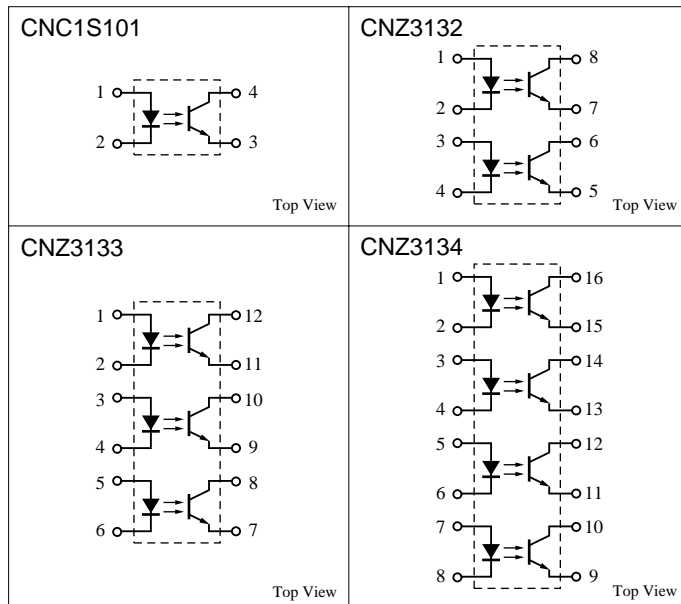 CNC1S101
1 4
2 3
Top View
CNZ3132
1 8
2 7
3 6
4 5
Top View
CNZ3133
1 12
2 11
3 10
4 9
5 8
6 7
Top View
CNZ3134
1 16
2 15
3 14
4 13
5 12
6 11
7 10
8 9
Top View